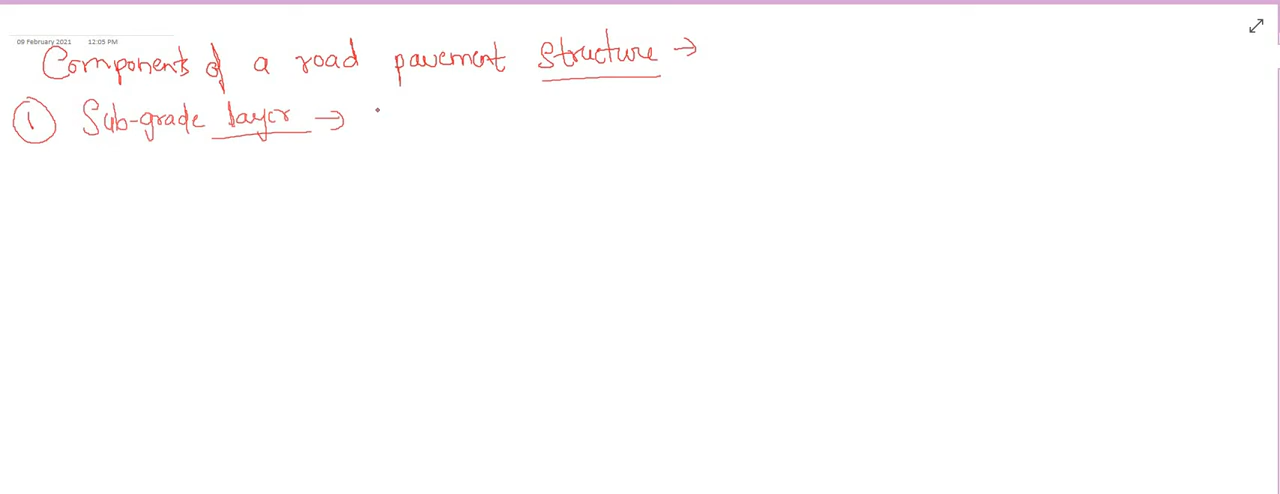 09 February 2021 12:05 PM
Components of a road pavement structure →
① Sub-grade layer →